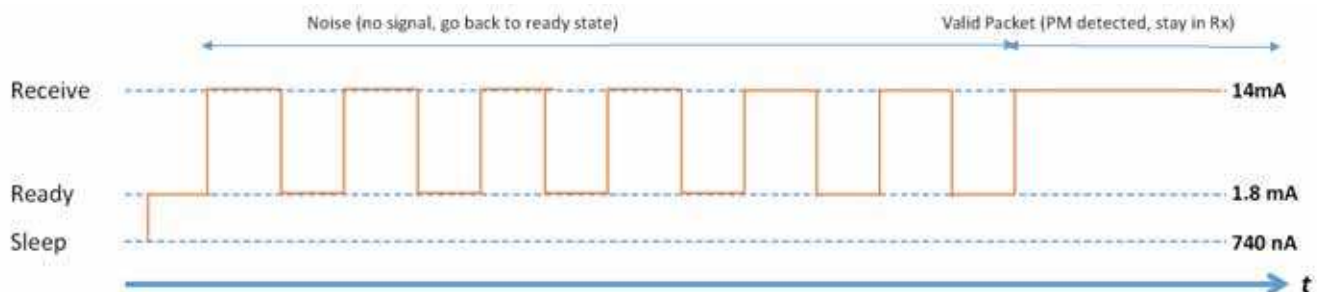 Noise (no signal, go back to ready state)
Valid Packet (PM detected, stay in Rx)
Receive
14mA
Ready
1.8 mA
Sleep
740 nA
t